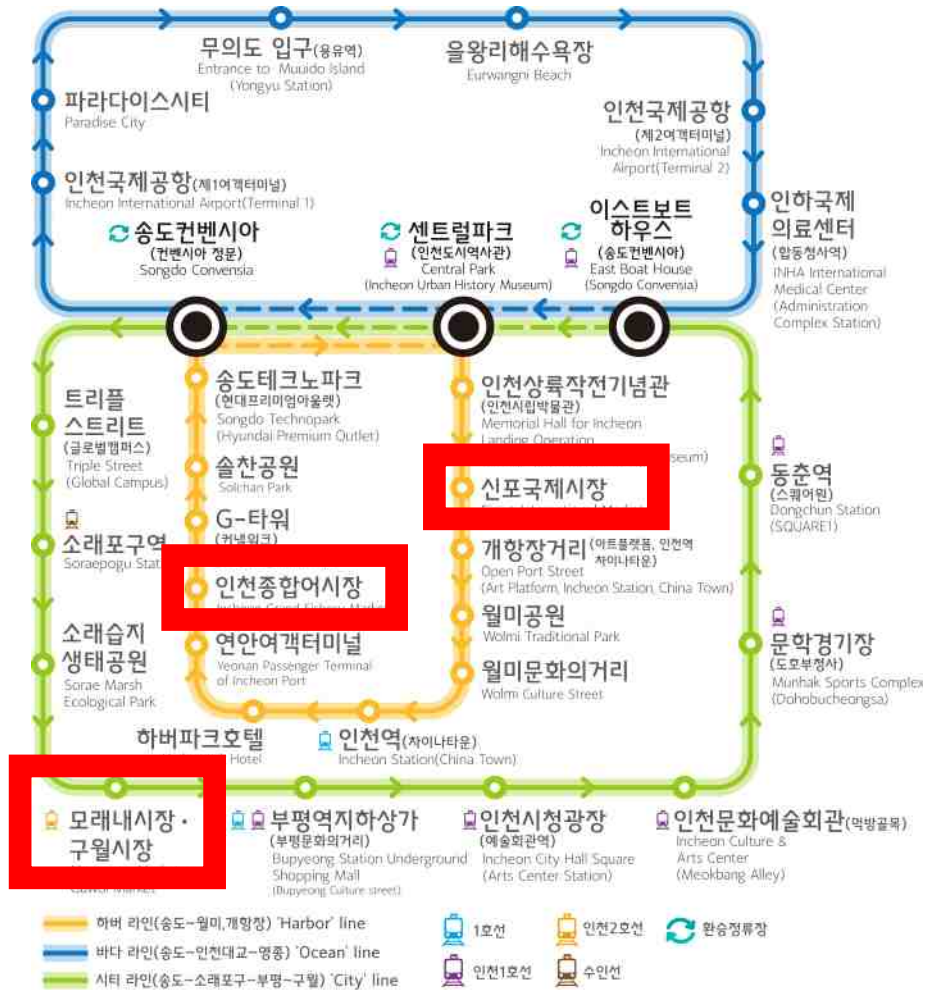 무의도 입구(용유역)
Entrance to Muuido Island
(Yongyu Station)
을왕리해수욕장
Eurwangni Beach
파라다이스시티
Paradise City
인천국제공항
(제2여객터미널)
Incheon International
Airport(Terminal 2)
인천국제공항(제1여객터미널)
Incheon International Airport(Terminal 1)
송도컨벤시아
(컨벤시아 정문)
Songdo Convensia
센트럴파크
(인천도시역사관)
Central Park
(Incheon Urban History Museum)
이스트보트
하우스
(송도컨벤시아)
East Boat House
(Songdo Convensia)
인하국제
의료센터
(합동청사역)
INHA International
Medical Center
(Administration
Complex Station)
트리플
스트리트
(글로벌캠퍼스)
Triple Street
(Global Campus)
송도테크노파크
(현대프리미엄아울렛)
Songdo Technopark
(Hyundai Premium Outlet)
인천상륙작전기념관
(인천시립박물관)
Memorial Hall for Incheon
Landing Operation
솔찬공원
Solchan Park
신포국제시장
동춘역
(스퀘어원)
Dongchun Station
(SQUARE1)
소래포구역
Soraepogu
G-타워
(커낼워크)
개항장거리(아트플랫폼, 인천역
차이나타운)
Open Port Street
(Art Platform, Incheon Station, China Town)
인천종합어시장
월미공원
Wolmi Traditional Park
소래습지
생태공원
Sorae Marsh
Ecological Park
연안여객터미널
Yeonan Passenger Terminal
of Incheon Port
월미문화의거리
Wolmi Culture Street
문학경기장
(도호부청사)
Munhak Sports Complex
(Dohobucheongsa)
하버파크호텔
Hotel
인천역(차이나타운)
Incheon Station(China Town)
모래내시장·
구월시장
부평역지하상가
(부평문화의거리)
Bupyeong Station Underground
Shopping Mall
(Bupyeong Culture street)
인천시청광장
(예술회관역)
Incheon City Hall Square
(Arts Center Station)
인천문화예술회관(먹방골목)
Incheon Culture &
Arts Center
(Meokbang Alley)
하버 라인(송도~월미,개항장) 'Harbor' line
바다 라인(송도~인천대교~영종) 'Ocean' line
시티 라인(송도~소래포구~부평~구월) 'City' line
1호선
인천2호선
환승정류장
인천1호선
수인선